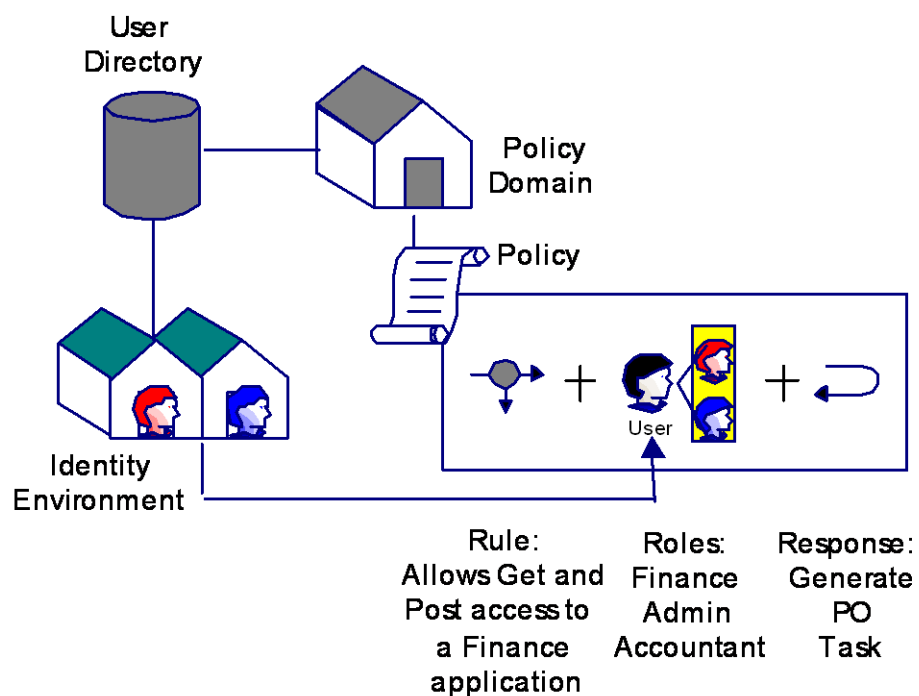 User
Directory
Policy
Domain
Policy
User
Identity
Environment
Rule:
Allows Get and
Post access to
a Finance
application
Roles:
Finance
Admin
Accountant
Response:
Generate
PO
Task